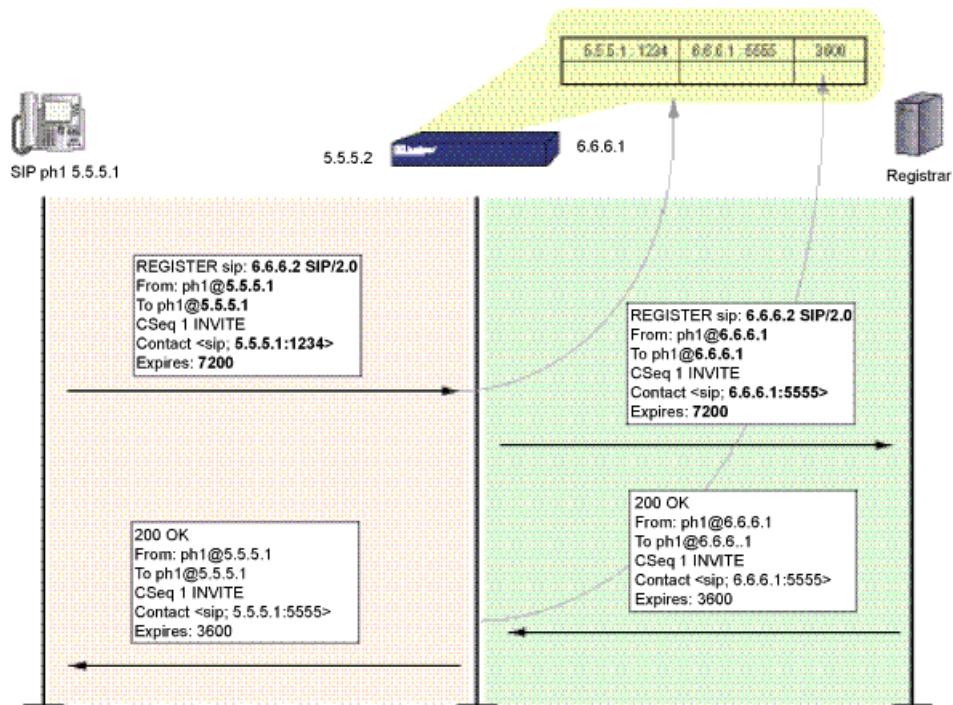 5.5.5.1 : 1234 6.6.6.1 : 5555 3600
5.5.5.2
6.6.6.1
SIP ph1 5.5.5.1
Registrar
REGISTER sip: 6.6.6.2 SIP/2.0
From: ph1@5.5.5.1
To ph1@5.5.5.1
CSeq 1 INVITE
Contact <sip; 5.5.5.1:1234>
Expires: 7200
REGISTER sip: 6.6.6.2 SIP/2.0
From: ph1@6.6.6.1
To ph1@6.6.6.1
CSeq 1 INVITE
Contact <sip; 6.6.6.1:5555>
Expires: 7200
200 OK
From: ph1@6.6.6.1
To ph1@6.6.6..1
CSeq 1 INVITE
Contact <sip; 6.6.6.1:5555>
Expires: 3600
200 OK
From: ph1@5.5.5.1
To ph1@5.5.5.1
CSeq 1 INVITE
Contact <sip; 5.5.5.1:5555>
Expires: 3600